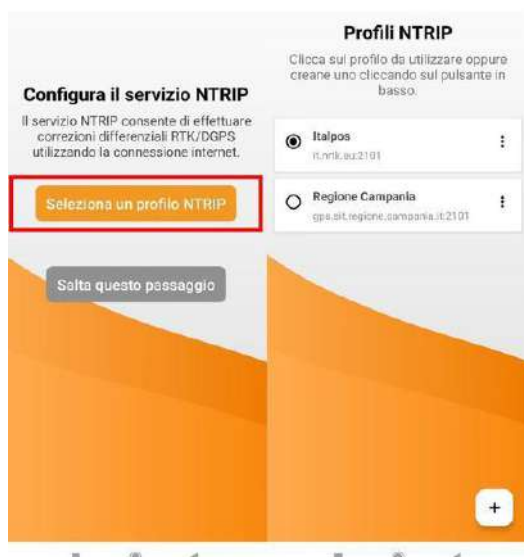 Configura il servizio NTRIP
Il servizio NTRIP consente di effettuare
correzioni differenziali RTK/DGPS
utilizzando la connessione internet.
Seleziona un profilo NTRIP
Salta questo passaggio
Profili NTRIP
Clicca sul profilo da utilizzare oppure
creane uno cliccando sul pulsante in
basso.
Italpos
it.nrtk.eu:2101
Regione Campania
gps.sit.regione.campania.it:2101
+